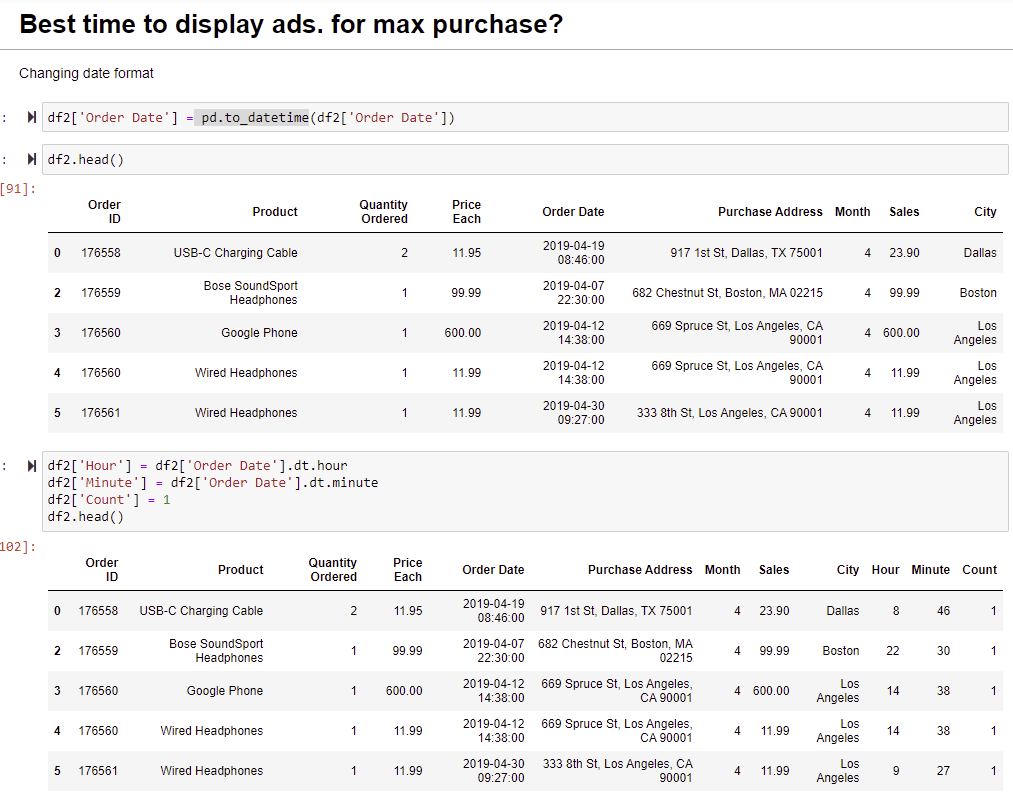 Best time to display ads. for max purchase?
Changing date format
: df2['Order Date'] = pd.to_datetime(df2['Order Date'])
: df2.head()
[91]:
Order ID Product Quantity Ordered Price Each Order Date Purchase Address Month Sales City
0 176558 USB-C Charging Cable 2 11.95 2019-04-19 08:46:00 917 1st St, Dallas, TX 75001 4 23.90 Dallas
2 176559 Bose SoundSport Headphones 1 99.99 2019-04-07 22:30:00 682 Chestnut St, Boston, MA 02215 4 99.99 Boston
3 176560 Google Phone 1 600.00 2019-04-12 14:38:00 669 Spruce St, Los Angeles, CA 90001 4 600.00 Los Angeles
4 176560 Wired Headphones 1 11.99 2019-04-12 14:38:00 669 Spruce St, Los Angeles, CA 90001 4 11.99 Los Angeles
5 176561 Wired Headphones 1 11.99 2019-04-30 09:27:00 333 8th St, Los Angeles, CA 90001 4 11.99 Los Angeles
: df2['Hour'] = df2['Order Date'].dt.hour
df2['Minute'] = df2['Order Date'].dt.minute
df2['Count'] = 1
df2.head()
102]:
Order ID Product Quantity Ordered Price Each Order Date Purchase Address Month Sales City Hour Minute Count
0 176558 USB-C Charging Cable 2 11.95 2019-04-19 08:46:00 917 1st St, Dallas, TX 75001 4 23.90 Dallas 8 46 1
2 176559 Bose SoundSport Headphones 1 99.99 2019-04-07 22:30:00 682 Chestnut St, Boston, MA 02215 4 99.99 Boston 22 30 1
3 176560 Google Phone 1 600.00 2019-04-12 14:38:00 669 Spruce St, Los Angeles, CA 90001 4 600.00 Los Angeles 14 38 1
4 176560 Wired Headphones 1 11.99 2019-04-12 14:38:00 669 Spruce St, Los Angeles, CA 90001 4 11.99 Los Angeles 14 38 1
5 176561 Wired Headphones 1 11.99 2019-04-30 09:27:00 333 8th St, Los Angeles, CA 90001 4 11.99 Los Angeles 9 27 1